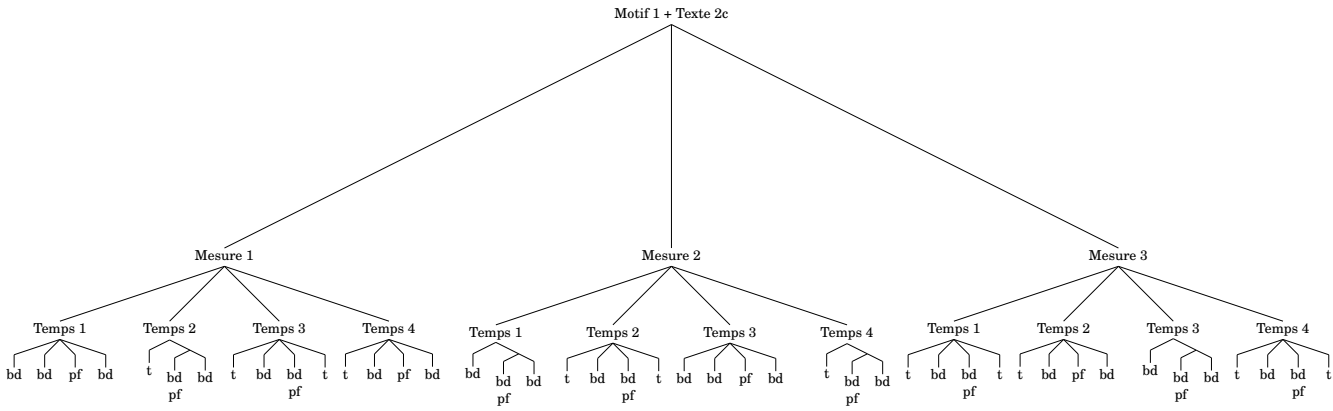 Motif 1 + Texte 2c
Mesure 1 Mesure 2 Mesure 3
Temps 1 Temps 2 Temps 3 Temps 4 Temps 1 Temps 2 Temps 3 Temps 4 Temps 1 Temps 2 Temps 3 Temps 4
bd bd pf bd t bd bd t bd bd t t bd pf bd bd bd bd t bd bd t bd bd pf bd t bd bd t bd bd t t bd pf bd bd bd bd t bd bd t
pf pf pf pf pf pf pf pf